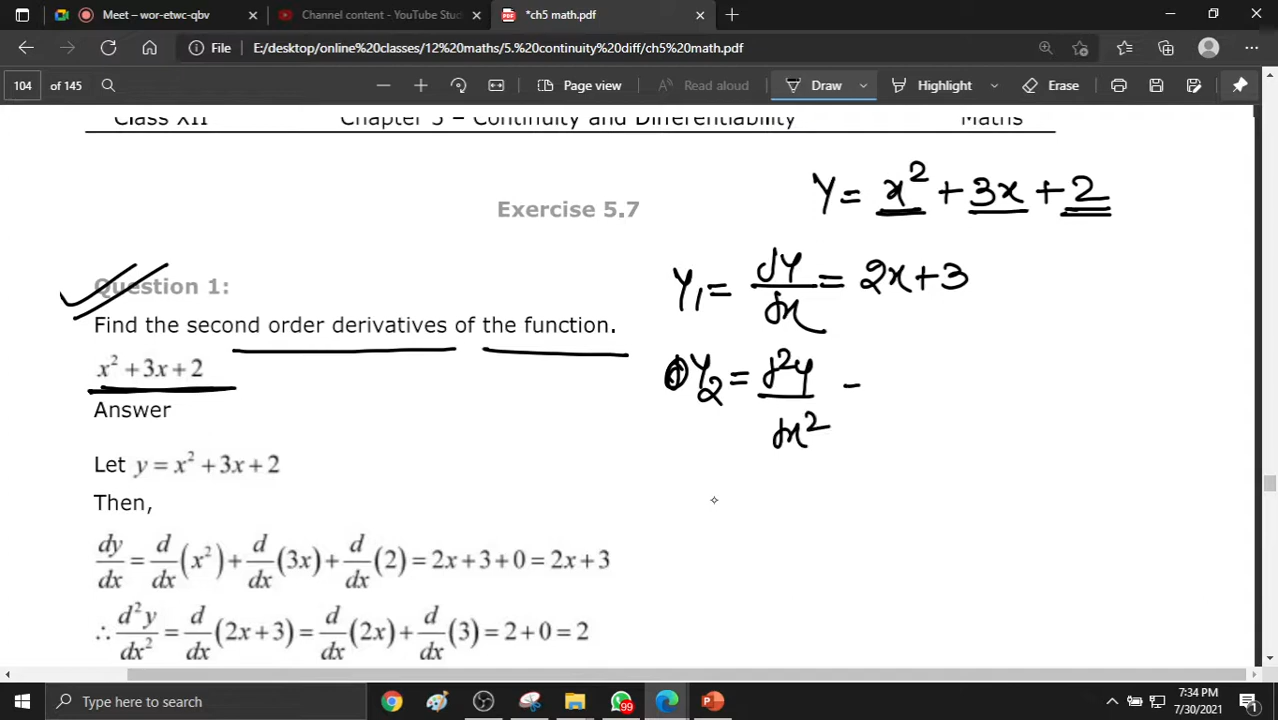 Meet – wor-etwc-qbv
Channel content - YouTube Stud
*ch5 math.pdf
File E:/desktop/online%20classes/12%20maths/5.%20continuity%20diff/ch5%20math.pdf
104 of 145
Page view
Read aloud
Draw
Highlight
Erase
Class XII Chapter 5 – Continuity and Differentiability Maths
Exercise 5.7
Question 1:
Find the second order derivatives of the function.
x² + 3x + 2
Answer
Let y = x² + 3x + 2
Then,
dy/dx = d/dx (x²) + d/dx (3x) + d/dx (2) = 2x + 3 + 0 = 2x + 3
∴ d²y/dx² = d/dx (2x + 3) = d/dx (2x) + d/dx (3) = 2 + 0 = 2
Y = x² + 3x + 2
Y₁ = dy/dx = 2x + 3
Y₂ = d²y/dx² -
Type here to search
99
7:34 PM
7/30/2021
1